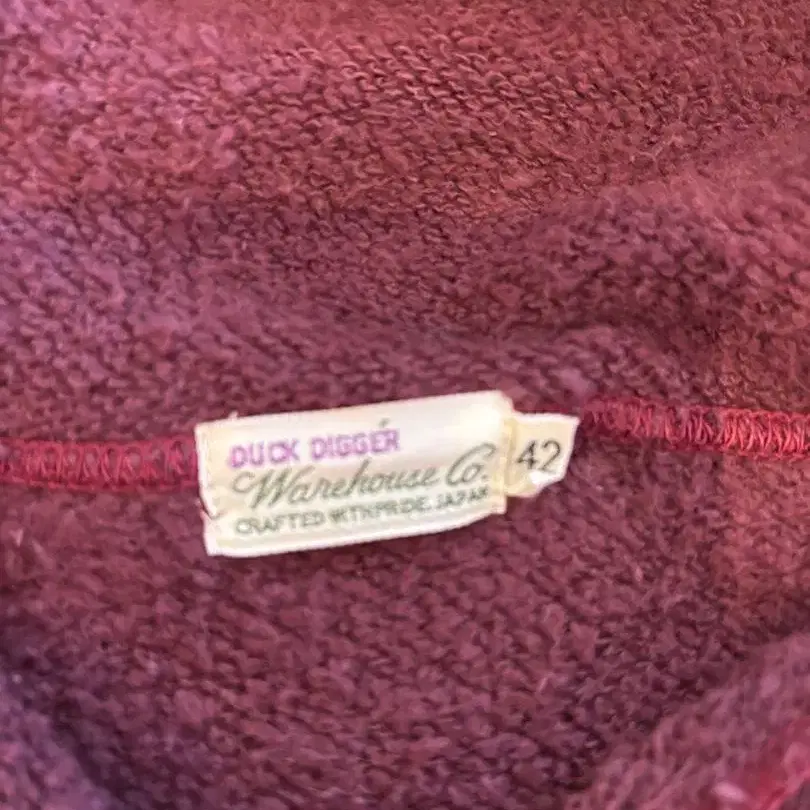 DUCK DIGGER
Warehouse Co.
CRAFTED WITH PRIDE. JAPAN
42